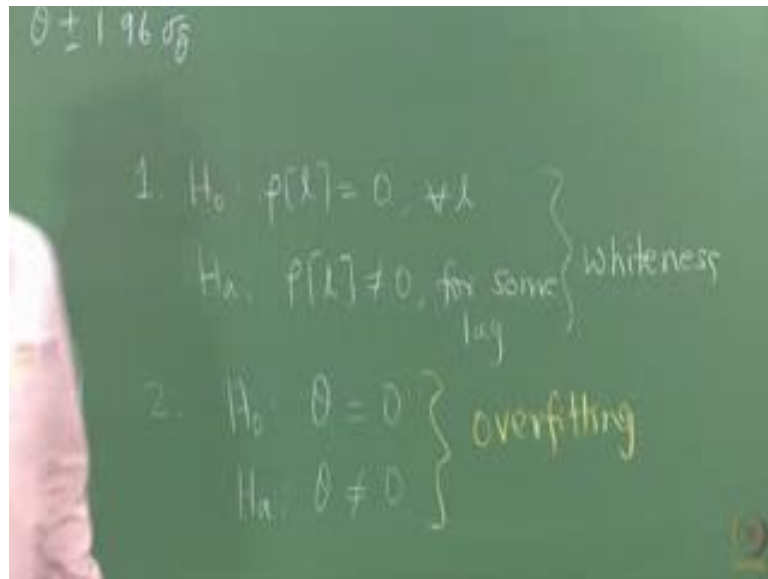 θ ± 1.96 σ_θ̂
1. H₀: ρ[l] = 0, ∀l
Hₐ: ρ[l] ≠ 0, for some lag } whiteness
2. H₀: θ = 0
Hₐ: θ ≠ 0 } overfitting